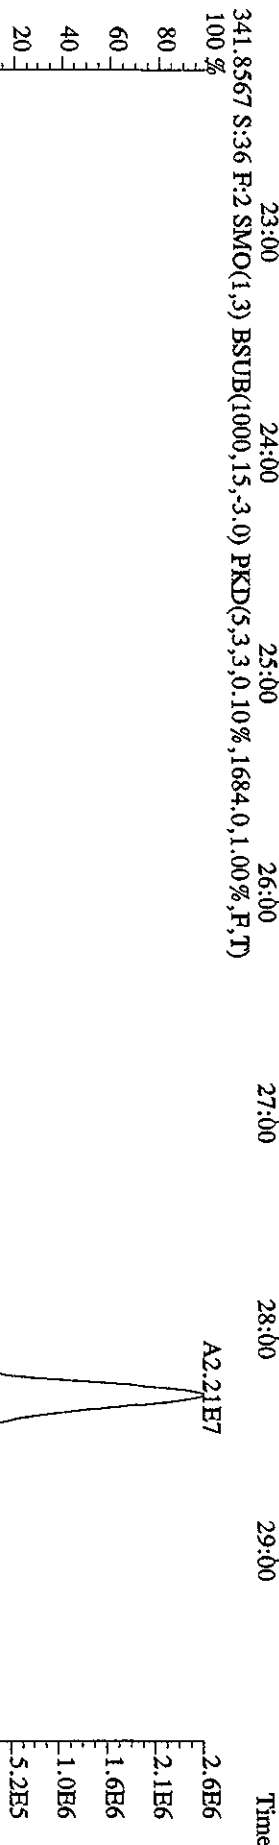 23:00 24:00 25:00 26:00 27:00 28:00 29:00 Time
341.8567 S:36 F:2 SMO(1,3) BSUB(1000,15,-3.0) PKD(5,3,3,0.10%,1684.0,1.00%,F,T)
100 % A2.21E7 2.6E6
80 2.1E6
60 1.6E6
40 1.0E6
20 5.2E5